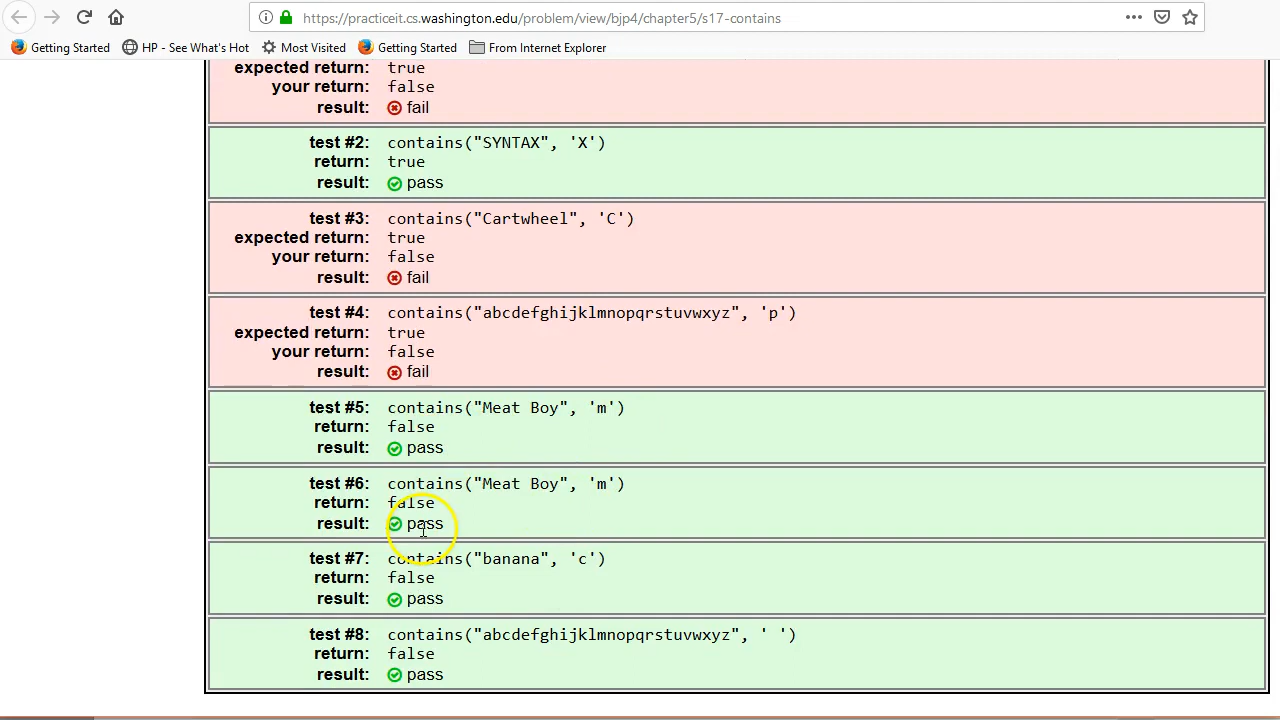 https://practiceit.cs.washington.edu/problem/view/bjp4/chapter5/s17-contains
Getting Started HP - See What's Hot Most Visited Getting Started From Internet Explorer
expected return: true
your return: false
result: fail
test #2: contains("SYNTAX", 'X')
return: true
result: pass
test #3: contains("Cartwheel", 'C')
expected return: true
your return: false
result: fail
test #4: contains("abcdefghijklmnopqrstuvwxyz", 'p')
expected return: true
your return: false
result: fail
test #5: contains("Meat Boy", 'm')
return: false
result: pass
test #6: contains("Meat Boy", 'm')
return: false
result: pass
test #7: contains("banana", 'c')
return: false
result: pass
test #8: contains("abcdefghijklmnopqrstuvwxyz", ' ')
return: false
result: pass